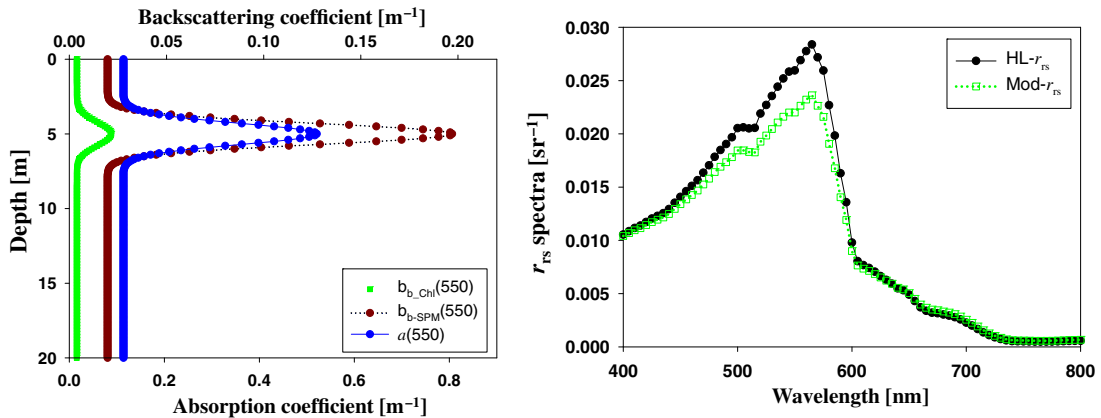 Backscattering coefficient [m⁻¹]
0.00 0.05 0.10 0.15 0.20
0
5
10
15
20
Depth [m]
b_b_Chl(550)
b_b-SPM(550)
a(550)
0.0 0.2 0.4 0.6 0.8
Absorption coefficient [m⁻¹]
0.030
0.025
0.020
0.015
0.010
0.005
0.000
r_rs spectra [sr⁻¹]
HL-r_rs
Mod-r_rs
400 500 600 700 800
Wavelength [nm]